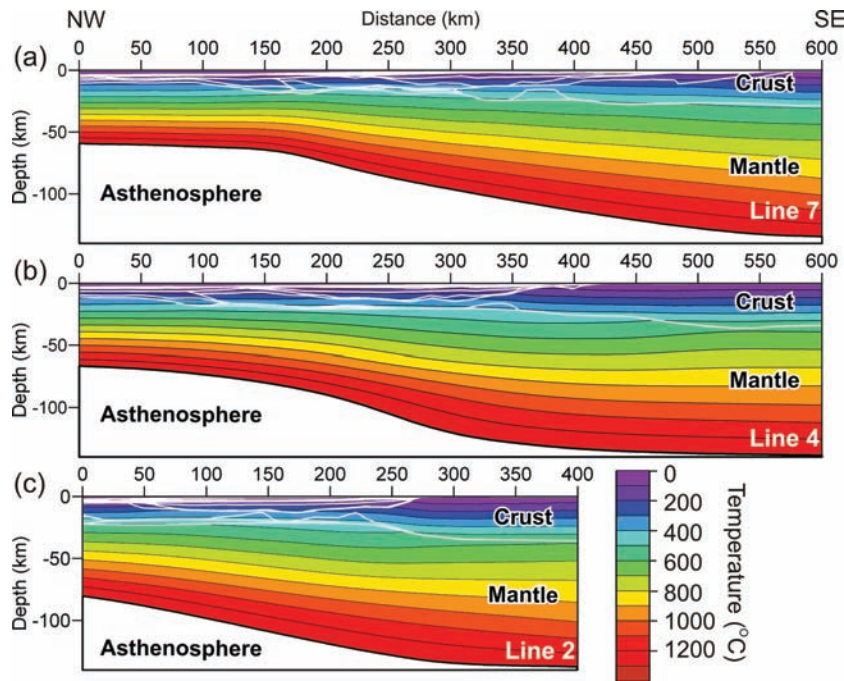 NW Distance (km) SE
0 50 100 150 200 250 300 350 400 450 500 550 600
(a)
0
-50
-100
Depth (km)
Crust
Mantle
Asthenosphere
Line 7
0 50 100 150 200 250 300 350 400 450 500 550 600
(b)
0
-50
-100
Depth (km)
Crust
Mantle
Asthenosphere
Line 4
0 50 100 150 200 250 300 350 400
(c)
0
-50
-100
Depth (km)
Crust
Mantle
Asthenosphere
Line 2
0
200
400
600
800
1000
1200
Temperature (°C)